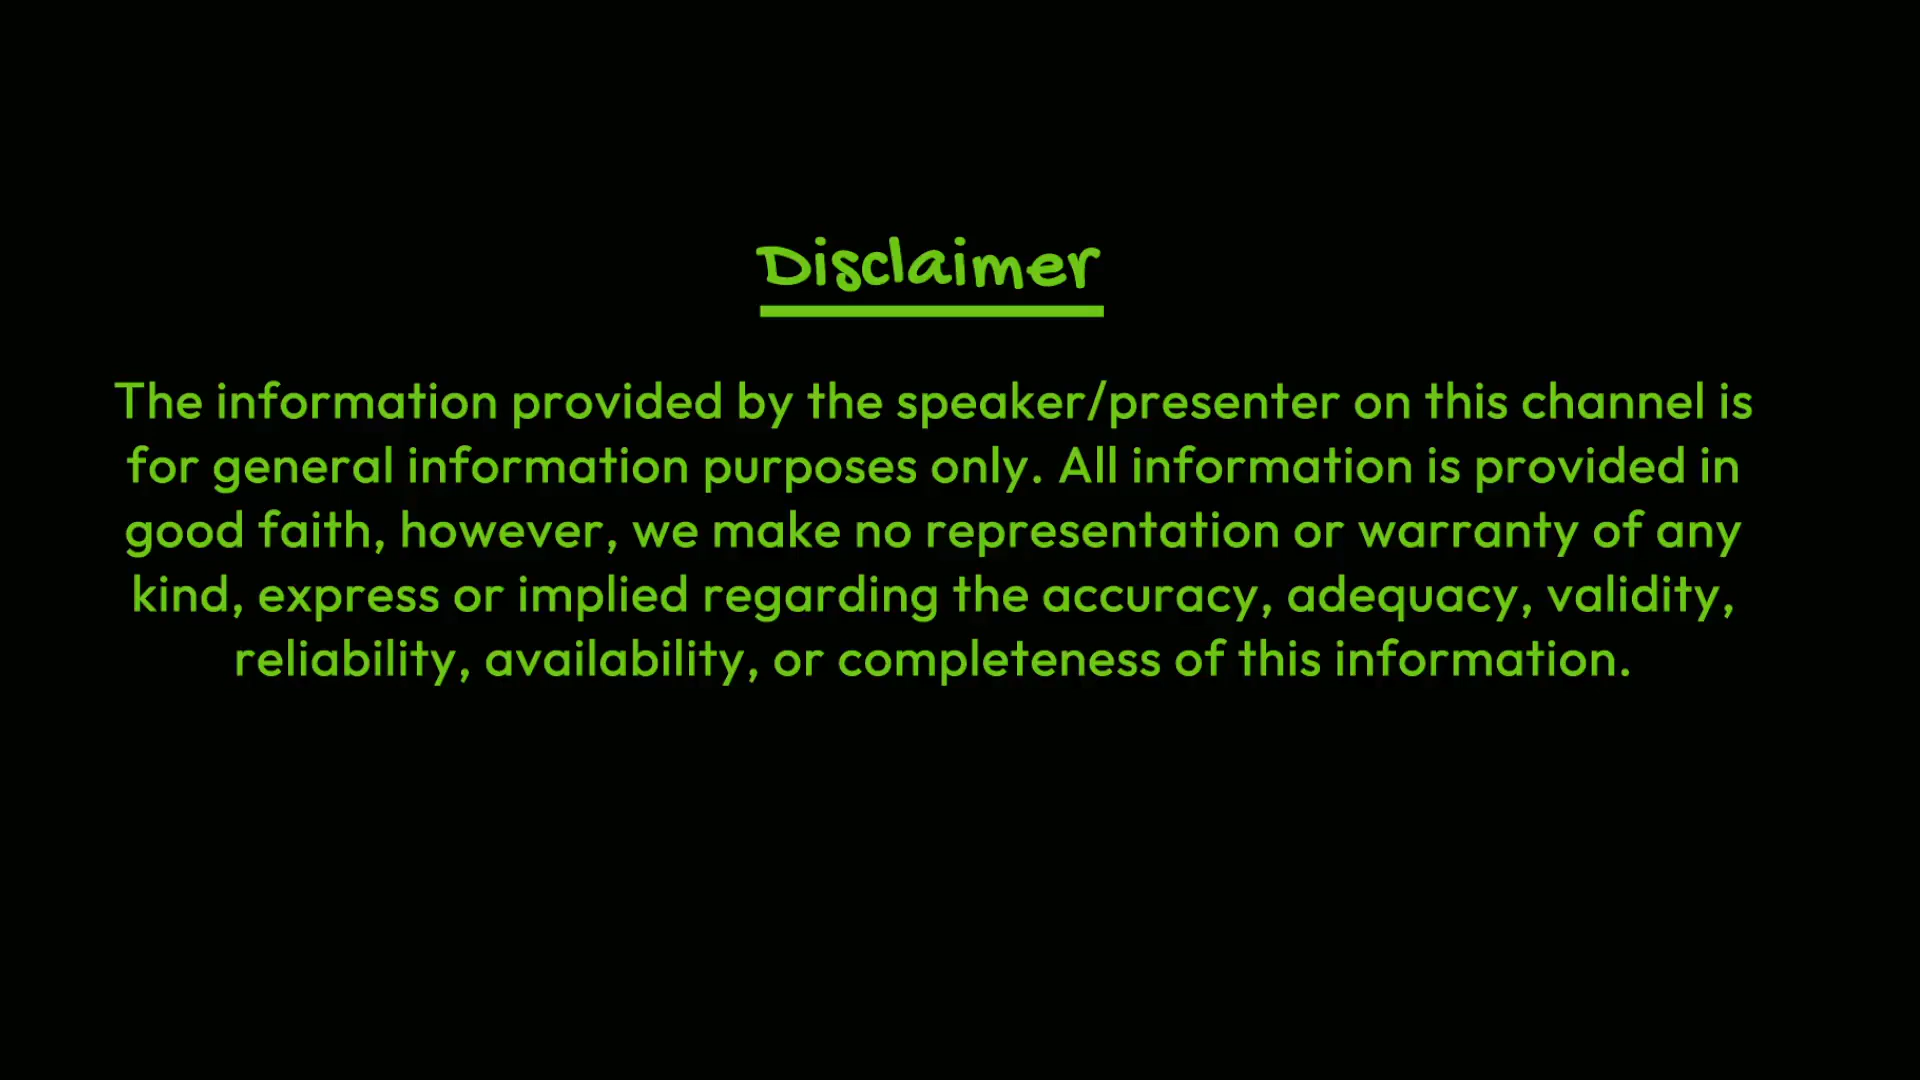 Disclaimer
The information provided by the speaker/presenter on this channel is
for general information purposes only. All information is provided in
good faith, however, we make no representation or warranty of any
kind, express or implied regarding the accuracy, adequacy, validity,
reliability, availability, or completeness of this information.